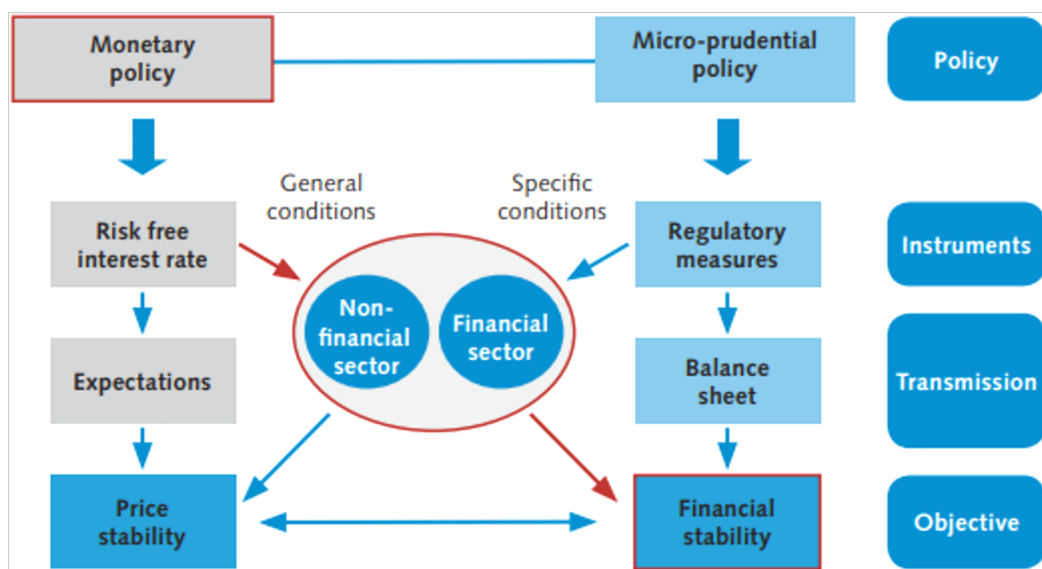 Monetary
policy
Micro-prudential
policy
Policy
General
conditions
Specific
conditions
Risk free
interest rate
Regulatory
measures
Instruments
Non-
financial
sector
Financial
sector
Expectations
Balance
sheet
Transmission
Price
stability
Financial
stability
Objective